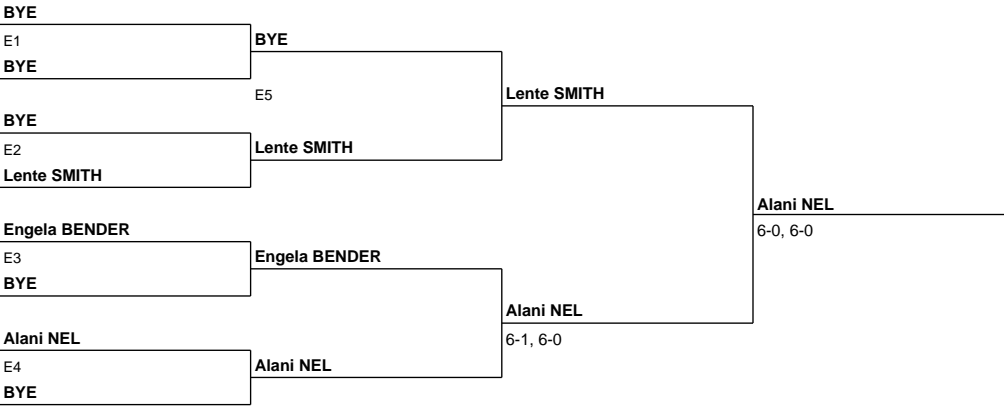 BYE
E1
BYE
BYE
E5
Lente SMITH
BYE
E2
Lente SMITH
Lente SMITH
Alani NEL
6-0, 6-0
Engela BENDER
E3
Engela BENDER
BYE
Alani NEL
6-1, 6-0
Alani NEL
E4
Alani NEL
BYE